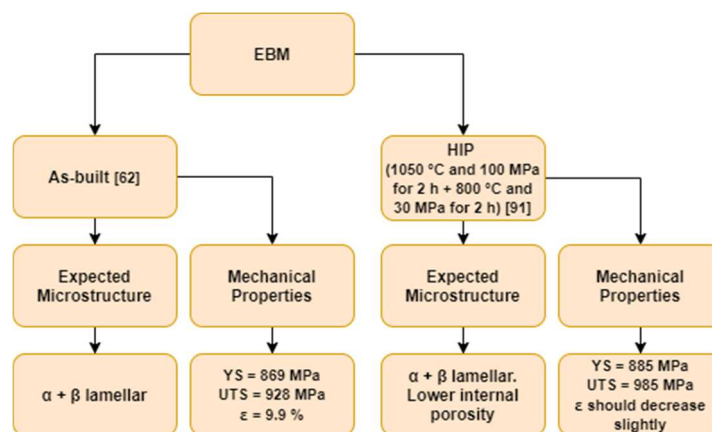 EBM
As-built [62]
HIP
(1050 ºC and 100 MPa
for 2 h + 800 ºC and
30 MPa for 2 h) [91]
Expected
Microstructure
Mechanical
Properties
Expected
Microstructure
Mechanical
Properties
α + β lamellar
YS = 869 MPa
UTS = 928 MPa
ε = 9.9 %
α + β lamellar.
Lower internal
porosity
YS = 885 MPa
UTS = 985 MPa
ε should decrease
slightly